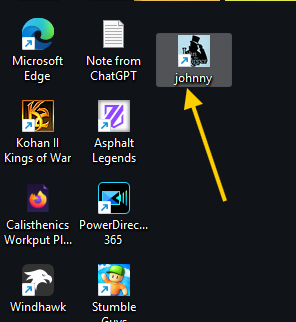 Microsoft
Edge
Note from
ChatGPT
johnny
Kohan II
Kings of War
Asphalt
Legends
Calisthenics
Workput Pl...
PowerDirec...
365
Windhawk
Stumble
Guys